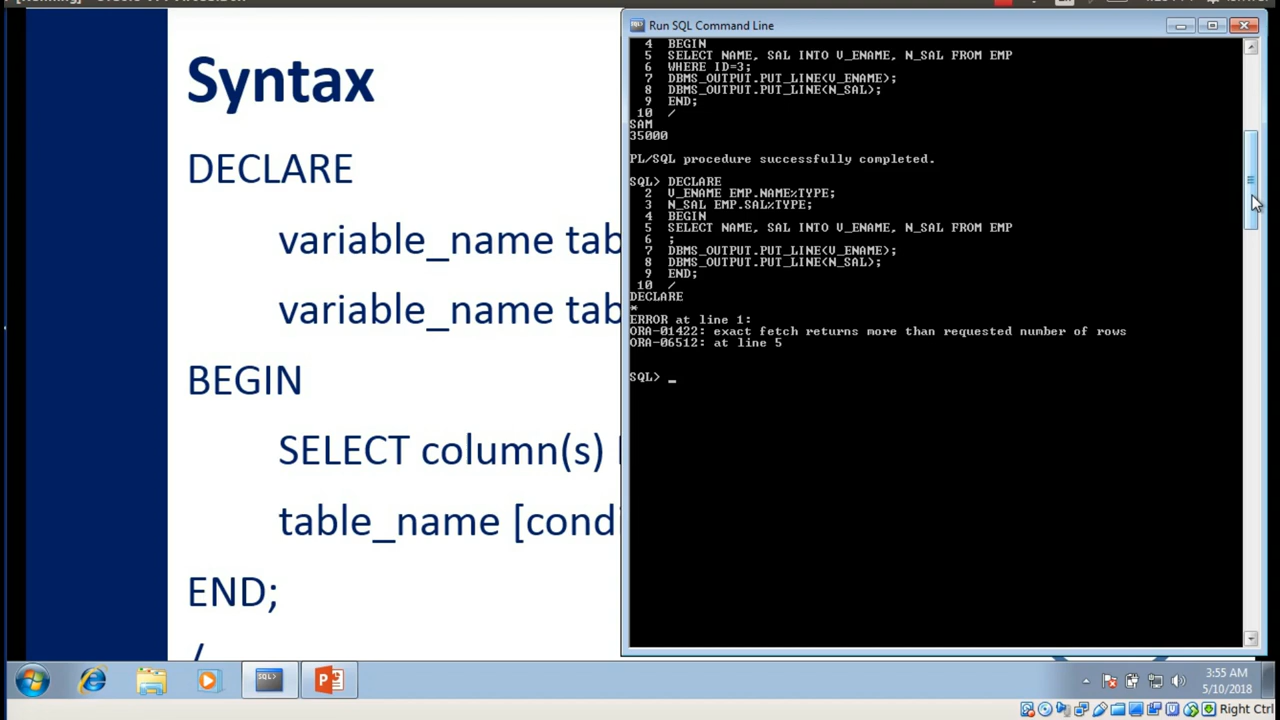 Syntax
DECLARE
variable_name tab
variable_name tab
BEGIN
SELECT column(s)
table_name [cond
END;
/
Run SQL Command Line
4 BEGIN
5 SELECT NAME, SAL INTO V_ENAME, N_SAL FROM EMP
6 WHERE ID=3;
7 DBMS_OUTPUT.PUT_LINE(V_ENAME);
8 DBMS_OUTPUT.PUT_LINE(N_SAL);
9 END;
10 /
SAM
35000
PL/SQL procedure successfully completed.
SQL> DECLARE
2 V_ENAME EMP.NAME%TYPE;
3 N_SAL EMP.SAL%TYPE;
4 BEGIN
5 SELECT NAME, SAL INTO V_ENAME, N_SAL FROM EMP
6 ;
7 DBMS_OUTPUT.PUT_LINE(V_ENAME);
8 DBMS_OUTPUT.PUT_LINE(N_SAL);
9 END;
10 /
DECLARE
*
ERROR at line 1:
ORA-01422: exact fetch returns more than requested number of rows
ORA-06512: at line 5
SQL> _
3:55 AM
5/10/2018
Right Ctrl